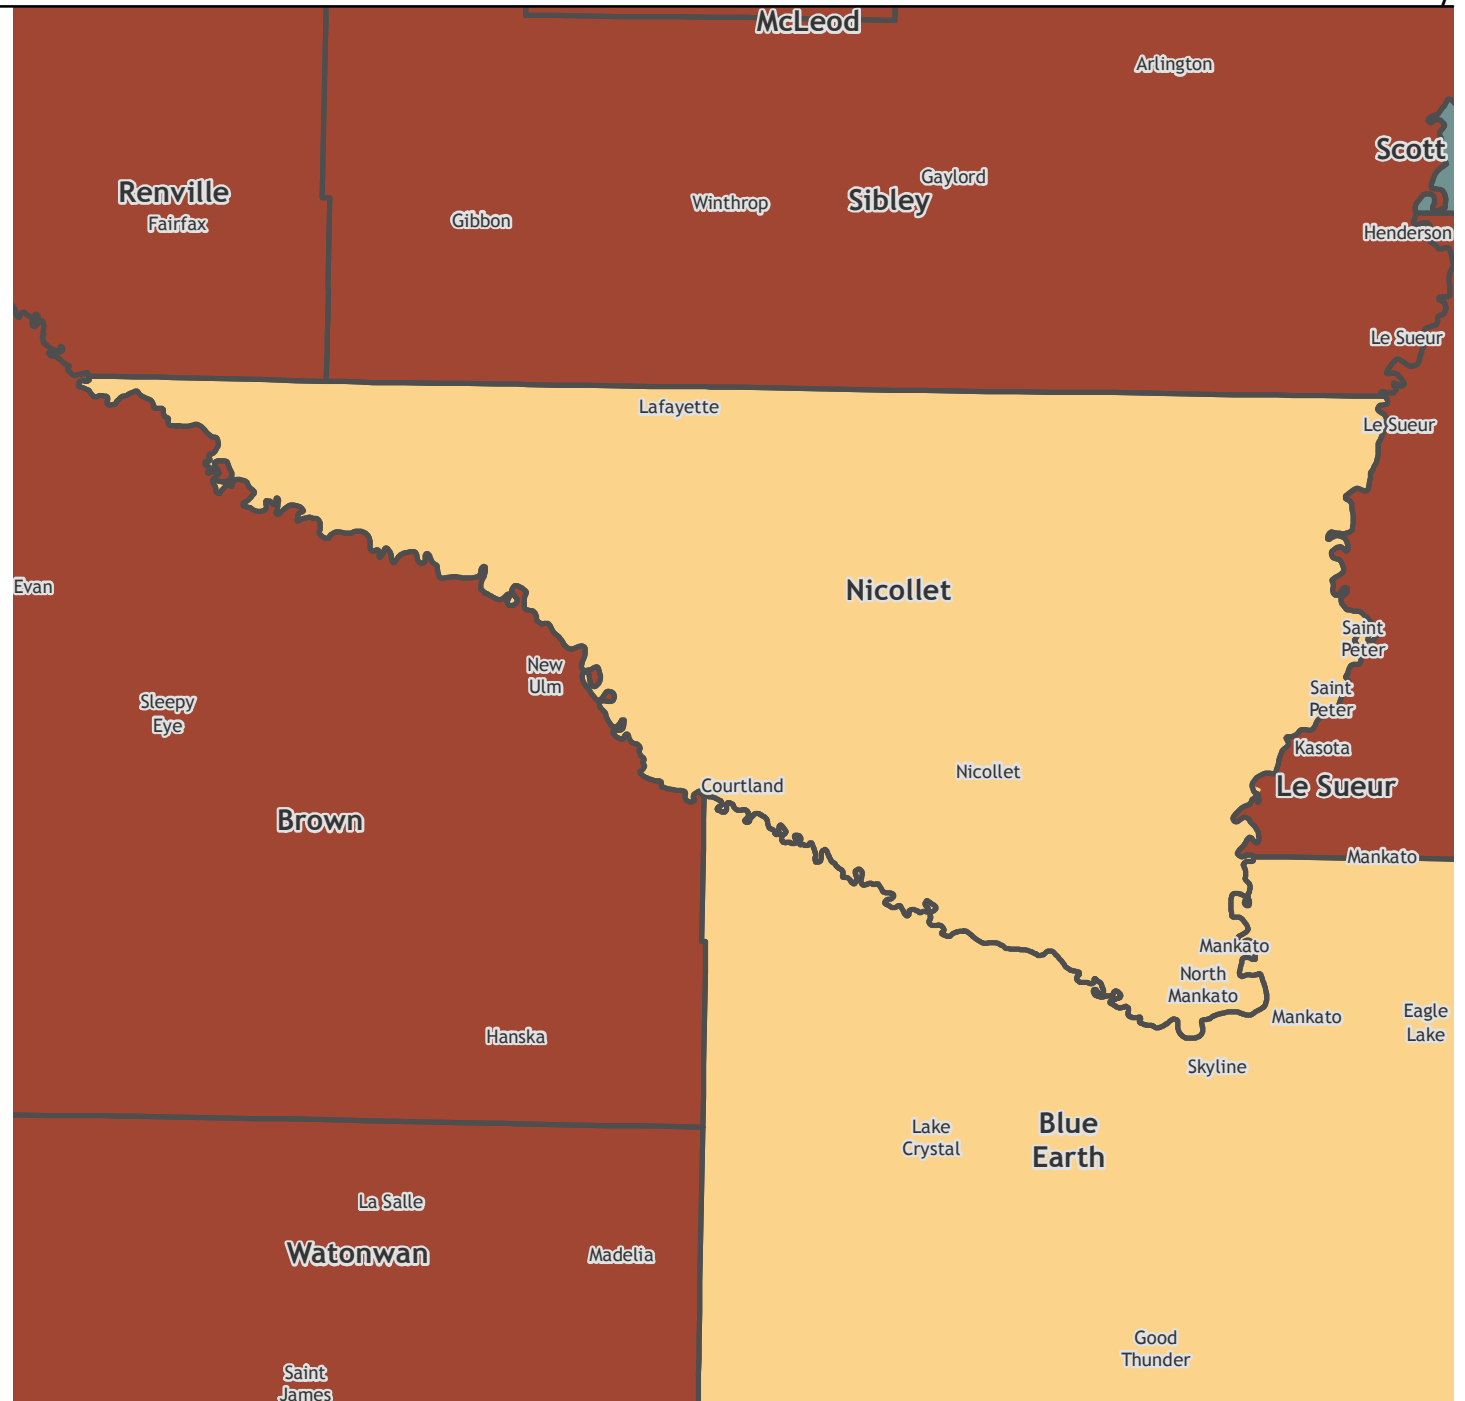 McLeod
Arlington
Scott
Renville
Fairfax
Gibbon
Winthrop
Gaylord
Sibley
Henderson
Le Sueur
Lafayette
Le Sueur
Evan
Nicollet
Saint
Peter
New
Ulm
Sleepy
Eye
Saint
Peter
Kasota
Nicollet
Courtland
Le Sueur
Brown
Mankato
Mankato
North
Mankato
Mankato
Eagle
Lake
Hanska
Skyline
Lake
Crystal
Blue
Earth
La Salle
Watonwan
Madelia
Good
Thunder
Saint
James